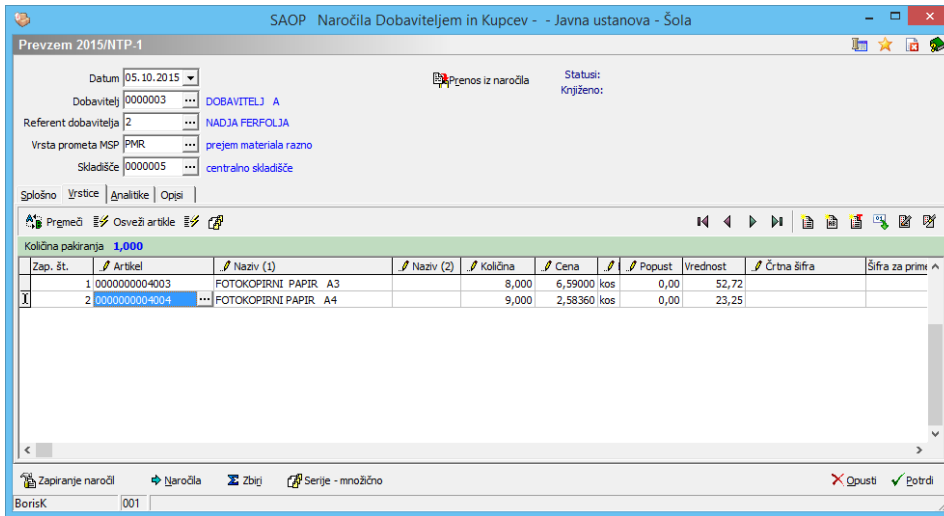 SAOP Naročila Dobaviteljem in Kupcev - - Javna ustanova - Šola
Prevzem 2015/NTP-1
Datum 05.10.2015
Prenos iz naročila
Statusi:
Knjiženo:
Dobavitelj 0000003 ... DOBAVITELJ A
Referent dobavitelja 2 ... NADJA FERFOLJA
Vrsta prometa MSP PMR ... prejem materiala razno
Skladišče 0000005 ... centralno skladišče
Splošno Vrstice Analitike Opisi
Premeči Osveži artikle
Količina pakiranja 1,000
Zap. št. Artikel Naziv (1) Naziv (2) Količina Cena Popust Vrednost Črtna šifra Šifra za prime
1 0000000004003 FOTOKOPIRNI PAPIR A3 8,000 6,59000 kos 0,00 52,72
2 0000000004004 ... FOTOKOPIRNI PAPIR A4 9,000 2,58360 kos 0,00 23,25
Zapiranje naročil Naročila Zbiri Serije - množično Opusti Potrdi
BorisK 001